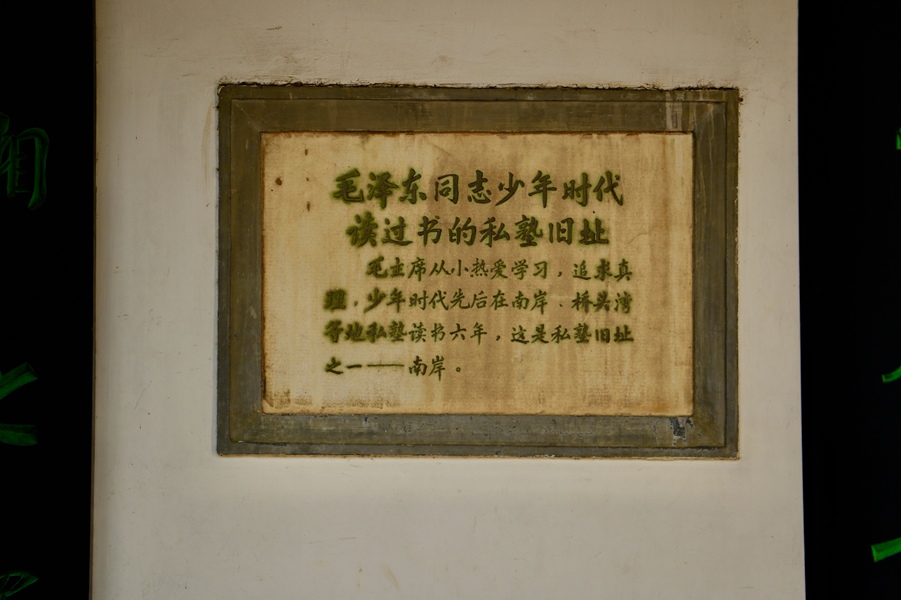 毛泽东同志少年时代
读过书的私塾旧址
毛主席从小热爱学习，追求真
理，少年时代先后在南岸、桥头湾
等地私塾读书六年，这是私塾旧址
之一——南岸。